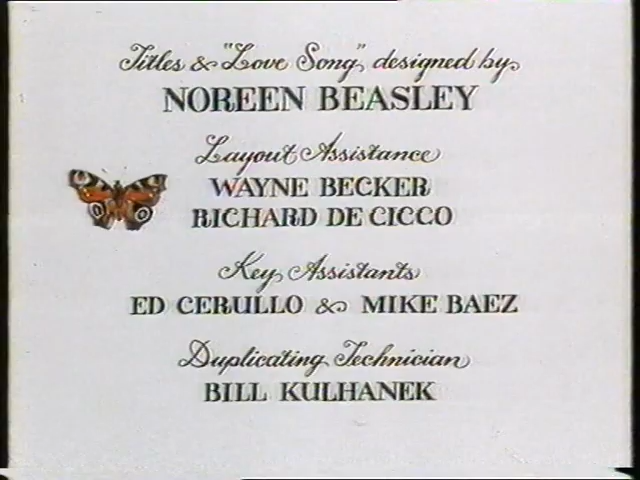 Titles & "Love Song" designed by
NOREEN BEASLEY
Layout Assistance
WAYNE BECKER
RICHARD DE CICCO
Key Assistants
ED CERULLO & MIKE BAEZ
Duplicating Technician
BILL KULHANEK